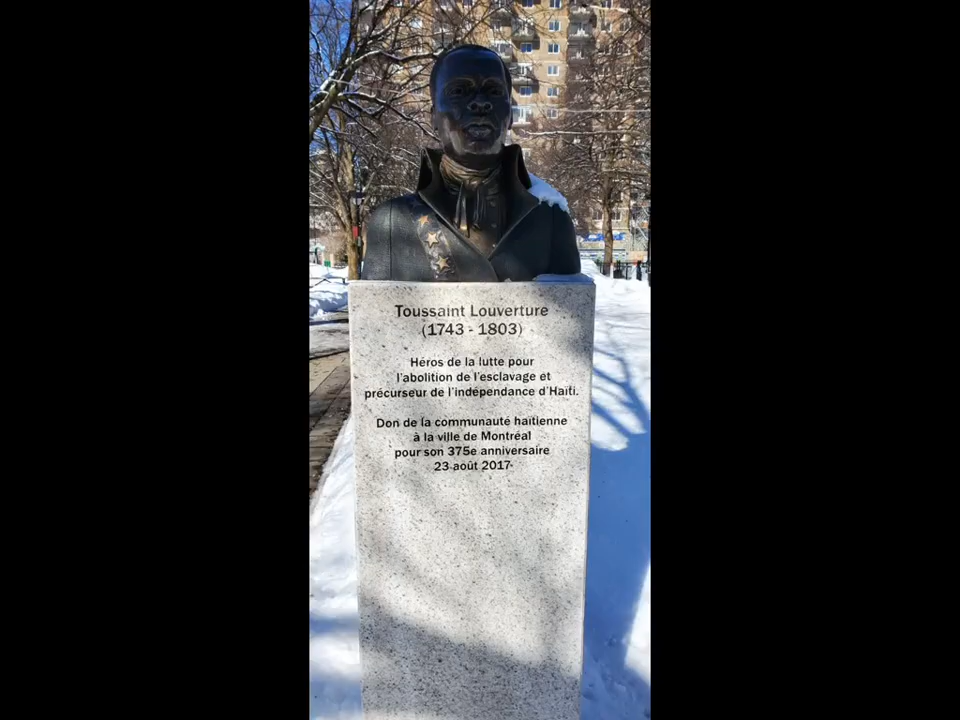 Toussaint Louverture
(1743 - 1803)
Héros de la lutte pour
l'abolition de l'esclavage et
précurseur de l'indépendance d'Haïti.
Don de la communauté haïtienne
à la ville de Montréal
pour son 375e anniversaire
23 août 2017